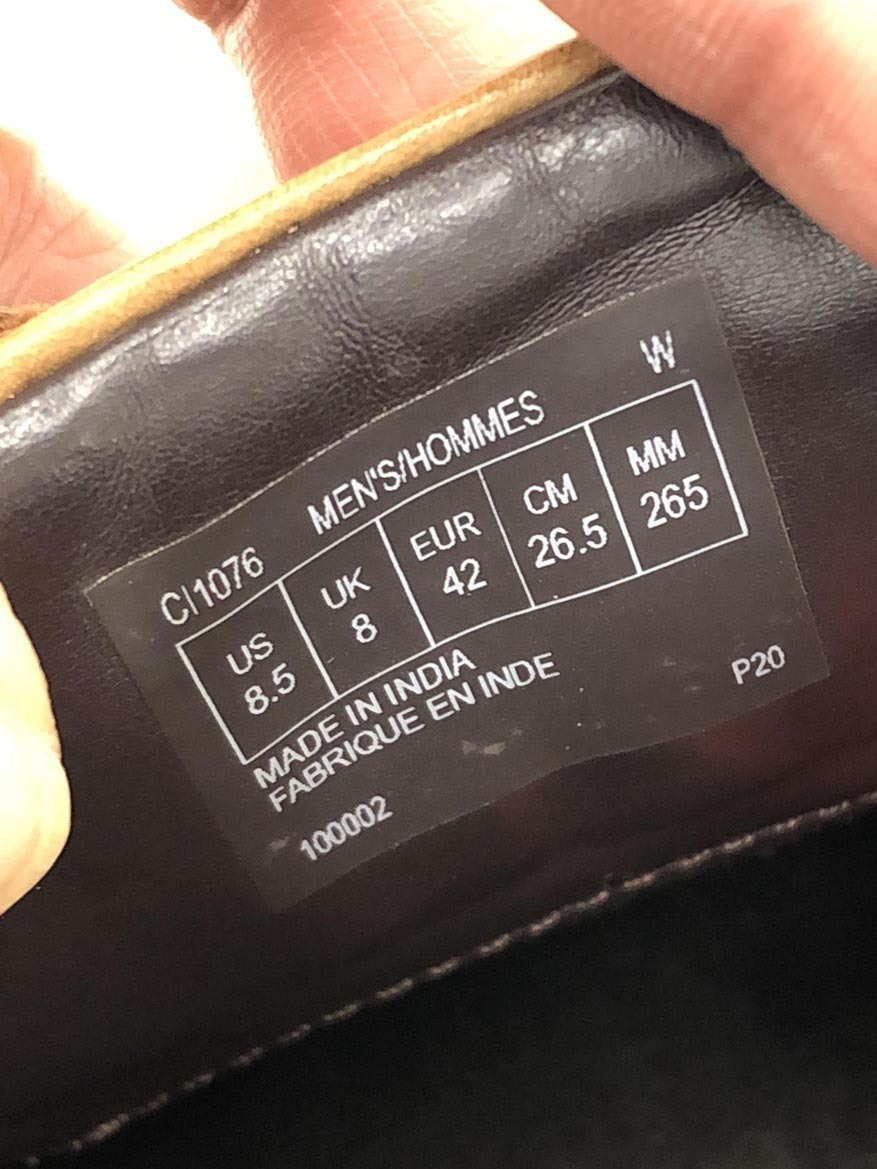 CI1076 MEN'S/HOMMES W
US UK EUR CM MM
8.5 8 42 26.5 265
MADE IN INDIA
FABRIQUE EN INDE
P20
100002